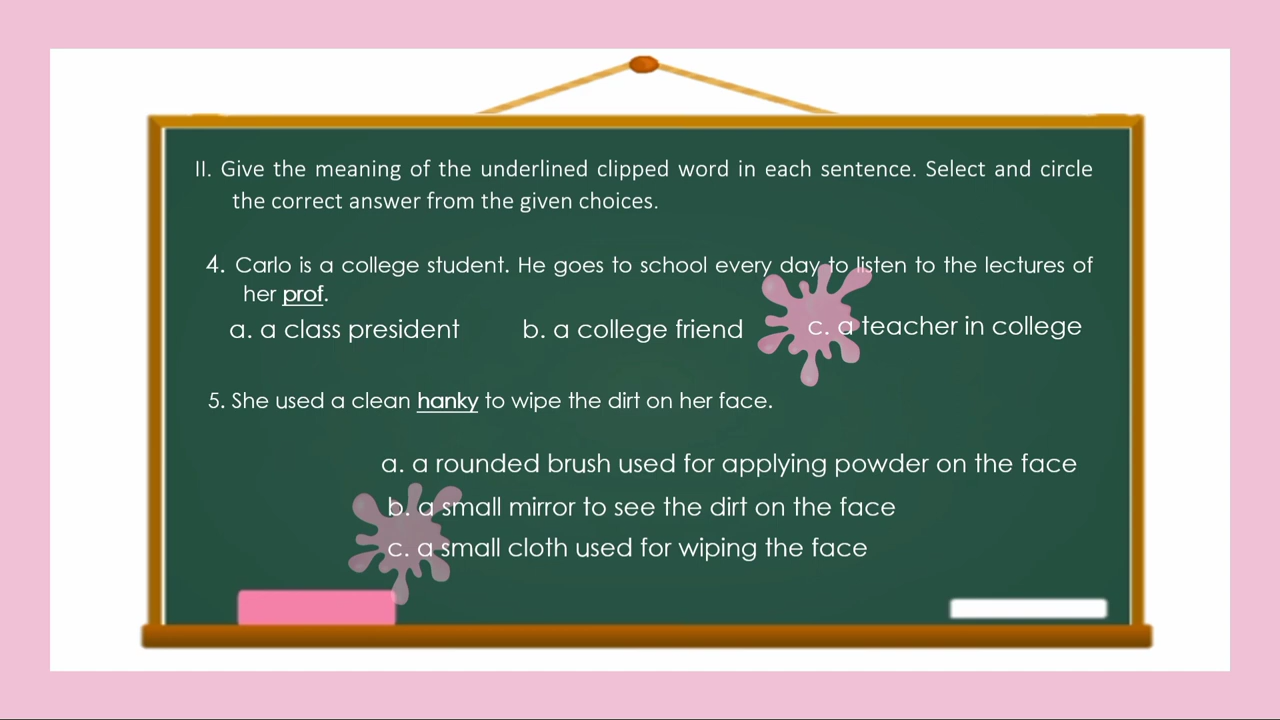 II. Give the meaning of the underlined clipped word in each sentence. Select and circle
the correct answer from the given choices.
4. Carlo is a college student. He goes to school every day to listen to the lectures of
her prof.
a. a class president b. a college friend c. a teacher in college
5. She used a clean hanky to wipe the dirt on her face.
a. a rounded brush used for applying powder on the face
b. a small mirror to see the dirt on the face
c. a small cloth used for wiping the face